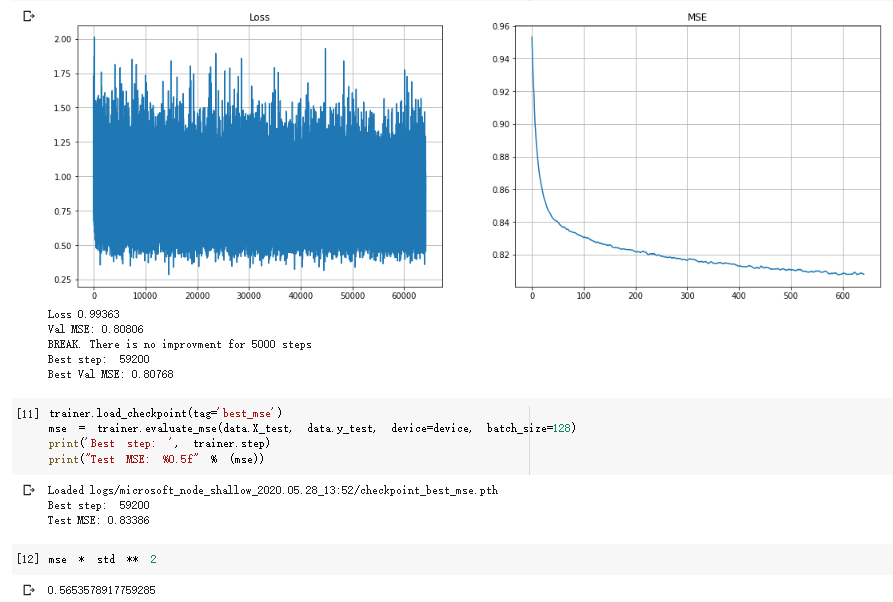 Loss
2.00
1.75
1.50
1.25
1.00
0.75
0.50
0.25
0 10000 20000 30000 40000 50000 60000
MSE
0.96
0.94
0.92
0.90
0.88
0.86
0.84
0.82
0 100 200 300 400 500 600
Loss 0.99363
Val MSE: 0.80806
BREAK. There is no improvment for 5000 steps
Best step:  59200
Best Val MSE: 0.80768
[11] trainer.load_checkpoint(tag='best_mse')
mse = trainer.evaluate_mse(data.X_test, data.y_test, device=device, batch_size=128)
print('Best step: ', trainer.step)
print("Test MSE: %0.5f" % (mse))
Loaded logs/microsoft_node_shallow_2020.05.28_13:52/checkpoint_best_mse.pth
Best step:  59200
Test MSE: 0.83386
[12] mse * std ** 2
0.5653578917759285